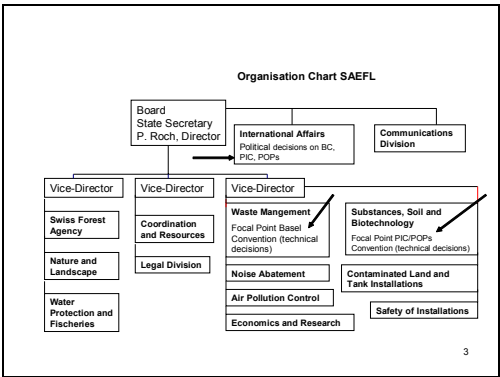 Organisation Chart SAEFL
Board
State Secretary
P. Roch, Director
International Affairs
Political decisions on BC,
PIC, POPs
Communications
Division
Vice-Director
Vice-Director
Vice-Director
Swiss Forest
Agency
Nature and
Landscape
Water
Protection and
Fischeries
Coordination
and Resources
Legal Division
Waste Mangement
Focal Point Basel
Convention (technical
decisions)
Noise Abatement
Air Pollution Control
Economics and Research
Substances, Soil and
Biotechnology
Focal Point PIC/POPs
Convention (technical decisions)
Contaminated Land and
Tank Installations
Safety of Installations
3